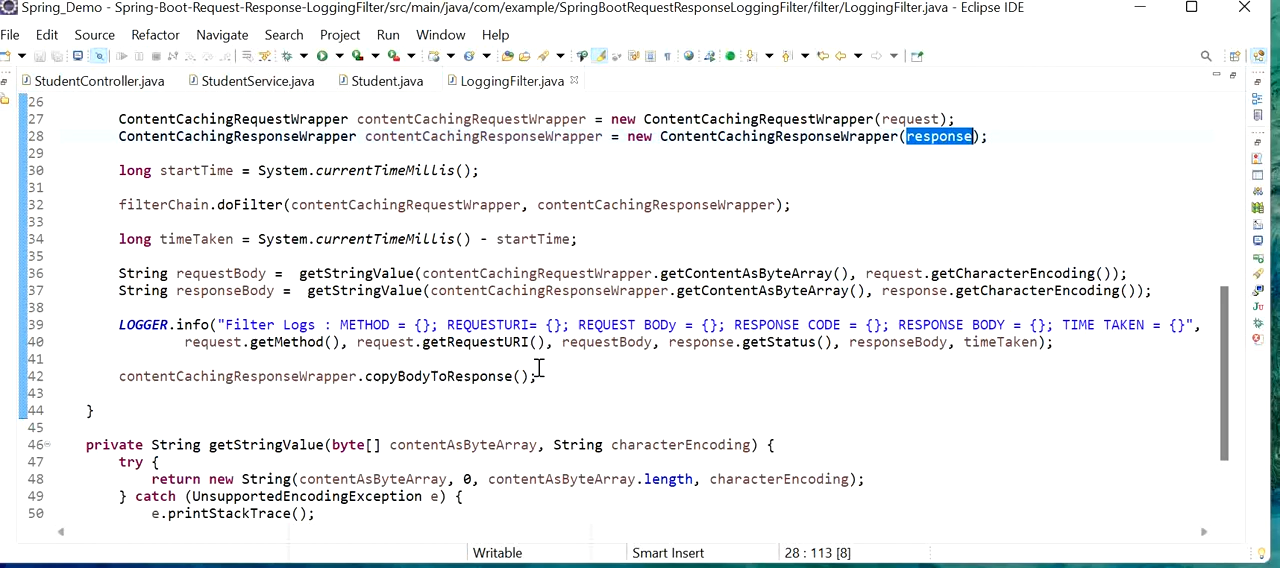 Spring_Demo - Spring-Boot-Request-Response-LoggingFilter/src/main/java/com/example/SpringBootRequestResponseLoggingFilter/filter/LoggingFilter.java - Eclipse IDE
File Edit Source Refactor Navigate Search Project Run Window Help
StudentController.java StudentService.java Student.java LoggingFilter.java
26
27 ContentCachingRequestWrapper contentCachingRequestWrapper = new ContentCachingRequestWrapper(request);
28 ContentCachingResponseWrapper contentCachingResponseWrapper = new ContentCachingResponseWrapper(response);
29
30 long startTime = System.currentTimeMillis();
31
32 filterChain.doFilter(contentCachingRequestWrapper, contentCachingResponseWrapper);
33
34 long timeTaken = System.currentTimeMillis() - startTime;
35
36 String requestBody =  getStringValue(contentCachingRequestWrapper.getContentAsByteArray(), request.getCharacterEncoding());
37 String responseBody =  getStringValue(contentCachingResponseWrapper.getContentAsByteArray(), response.getCharacterEncoding());
38
39 LOGGER.info("Filter Logs : METHOD = {}; REQUESTURI= {}; REQUEST BODy = {}; RESPONSE CODE = {}; RESPONSE BODY = {}; TIME TAKEN = {}",
40 request.getMethod(), request.getRequestURI(), requestBody, response.getStatus(), responseBody, timeTaken);
41
42 contentCachingResponseWrapper.copyBodyToResponse();
43
44 }
45
46 private String getStringValue(byte[] contentAsByteArray, String characterEncoding) {
47 try {
48 return new String(contentAsByteArray, 0, contentAsByteArray.length, characterEncoding);
49 } catch (UnsupportedEncodingException e) {
50 e.printStackTrace();
Writable Smart Insert 28 : 113 [8]